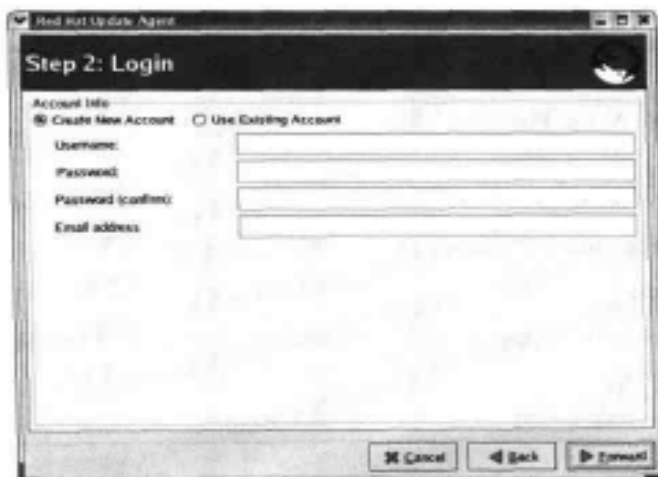 Red Hat Update Agent
Step 2: Login
Account Info
Create New Account Use Existing Account
Username:
Password:
Password (confirm):
Email address:
Cancel Back Forward